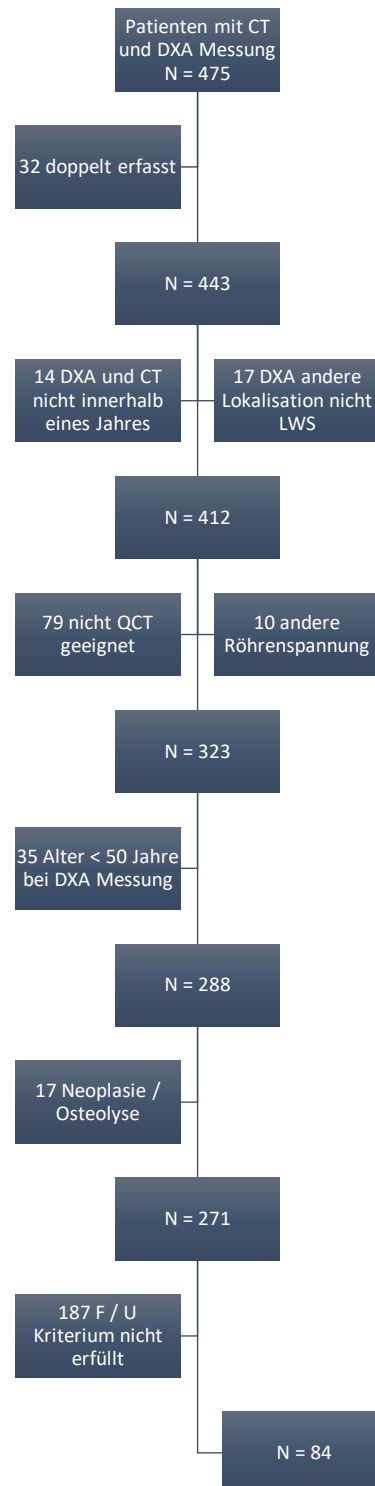 Patienten mit CT
und DXA Messung
N = 475
32 doppelt erfasst
N = 443
14 DXA und CT
nicht innerhalb
eines Jahres
17 DXA andere
Lokalisation nicht
LWS
N = 412
79 nicht QCT
geeignet
10 andere
Röhrenspannung
N = 323
35 Alter < 50 Jahre
bei DXA Messung
N = 288
17 Neoplasie /
Osteolyse
N = 271
187 F / U
Kriterium nicht
erfüllt
N = 84